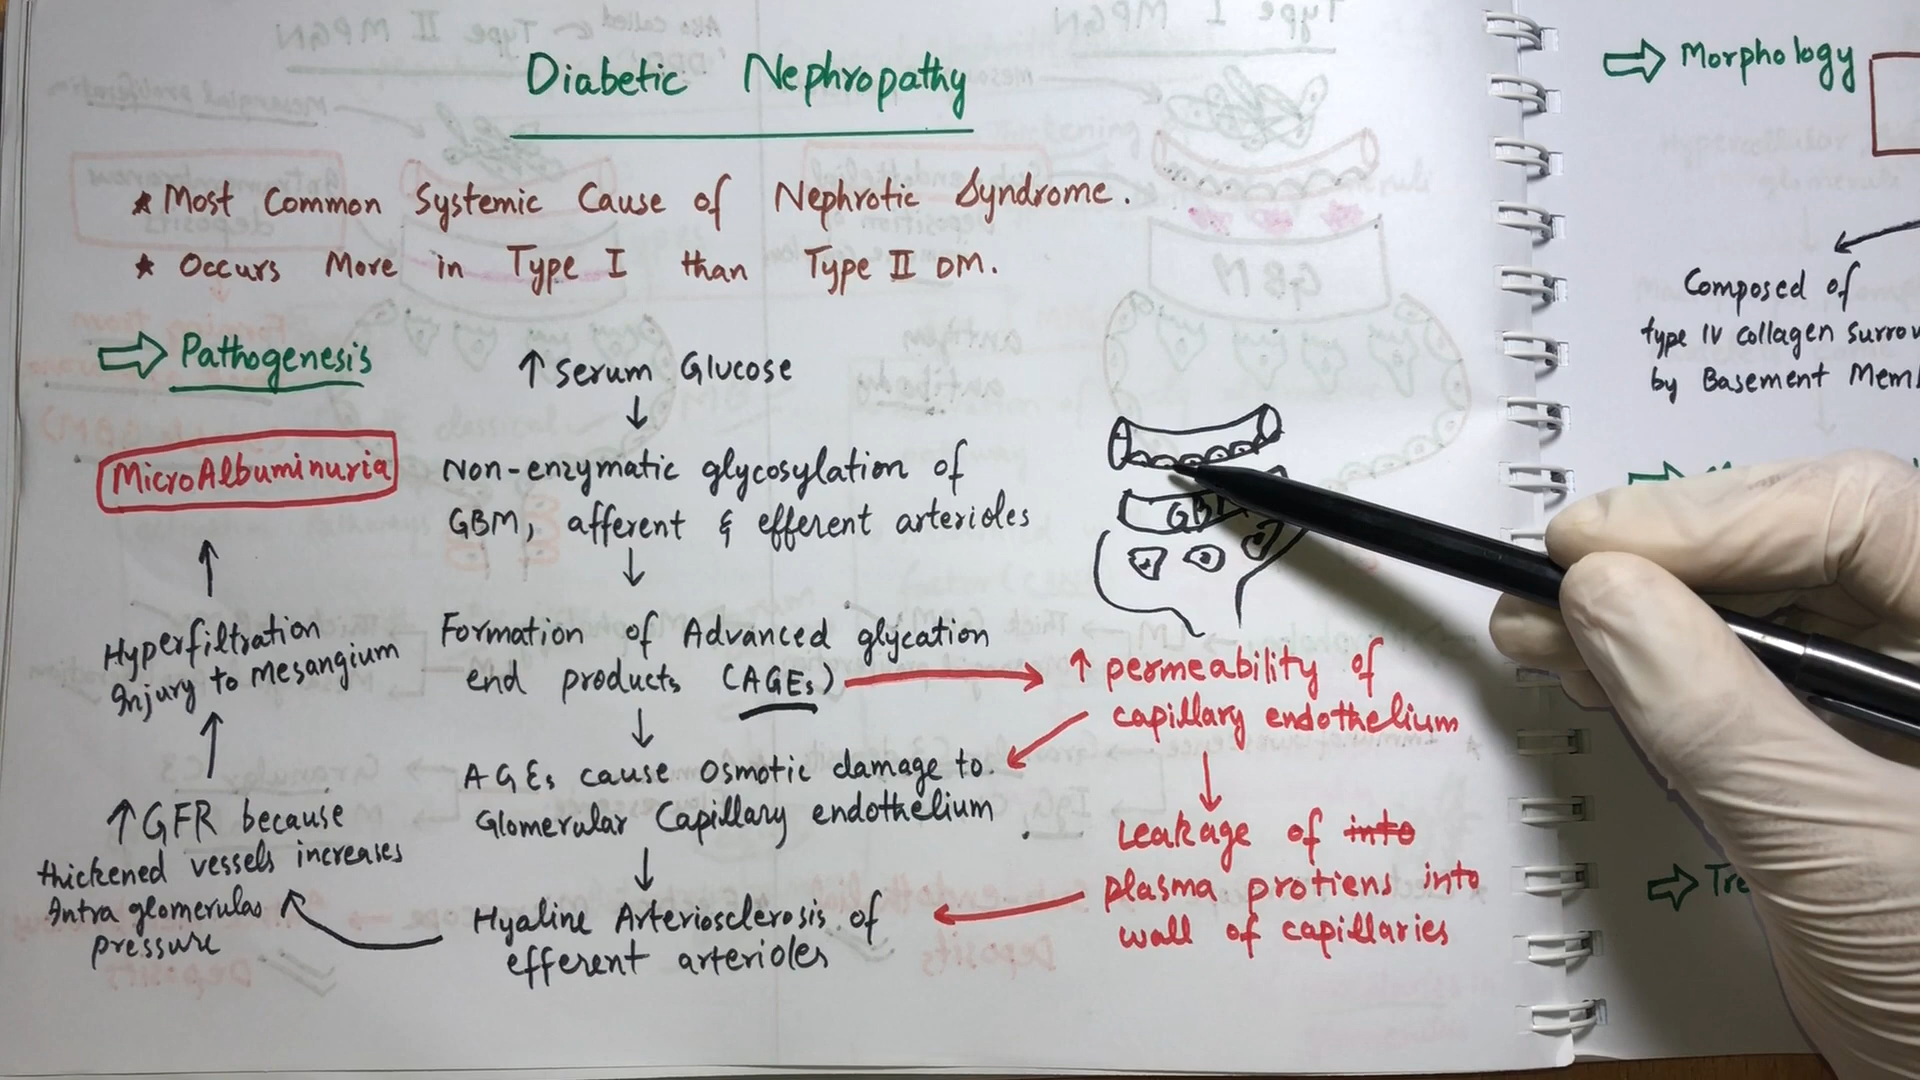 Diabetic Nephropathy
★ Most Common Systemic Cause of Nephrotic Syndrome.
★ Occurs More in Type I than Type II DM.
⇨ Pathogenesis
↑ serum Glucose
↓
Non-enzymatic glycosylation of
GBM, afferent & efferent arterioles
↓
Formation of Advanced glycation
end products (AGEs) →
↓
AGEs cause Osmotic damage to
Glomerular Capillary endothelium
↓
Hyaline Arteriosclerosis of
efferent arterioles
↑ GFR because
thickened vessels increases
Intra glomerular
pressure
↑
Hyperfiltration
Injury to Mesangium
↑
MicroAlbuminuria
↑ permeability of
capillary endothelium
↓
Leakage of into
plasma protiens into
wall of capillaries
⇨ Morphology
Composed of
type IV collagen surrou
by Basement Mem
⇨ Tre